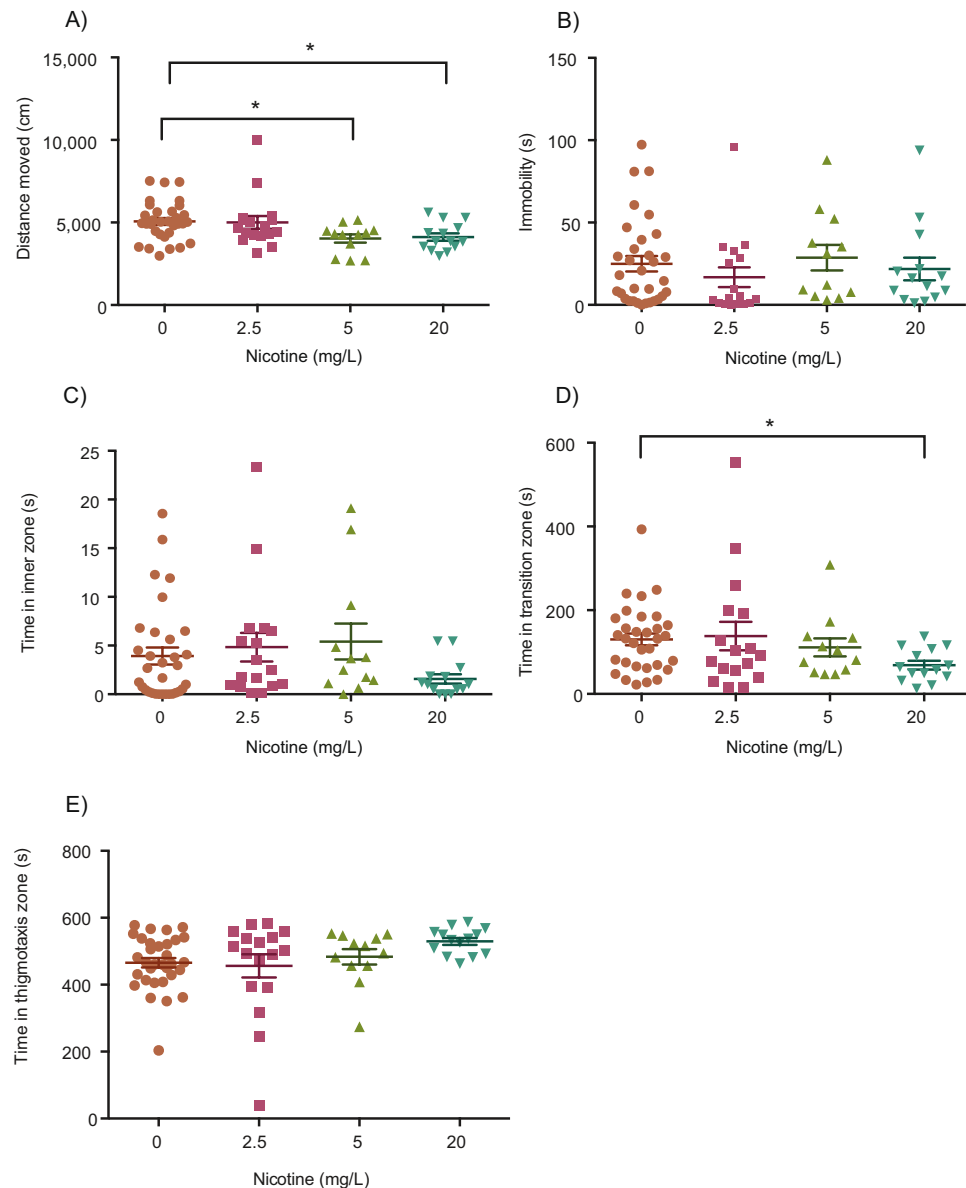 A)
*
*
15,000
10,000
5,000
0
Distance moved (cm)
0 2.5 5 20
Nicotine (mg/L)
B)
150
100
50
0
Immobility (s)
0 2.5 5 20
Nicotine (mg/L)
C)
25
20
15
10
5
0
Time in inner zone (s)
0 2.5 5 20
Nicotine (mg/L)
D)
*
600
400
200
0
Time in transition zone (s)
0 2.5 5 20
Nicotine (mg/L)
E)
800
600
400
200
0
Time in thigmotaxis zone (s)
0 2.5 5 20
Nicotine (mg/L)